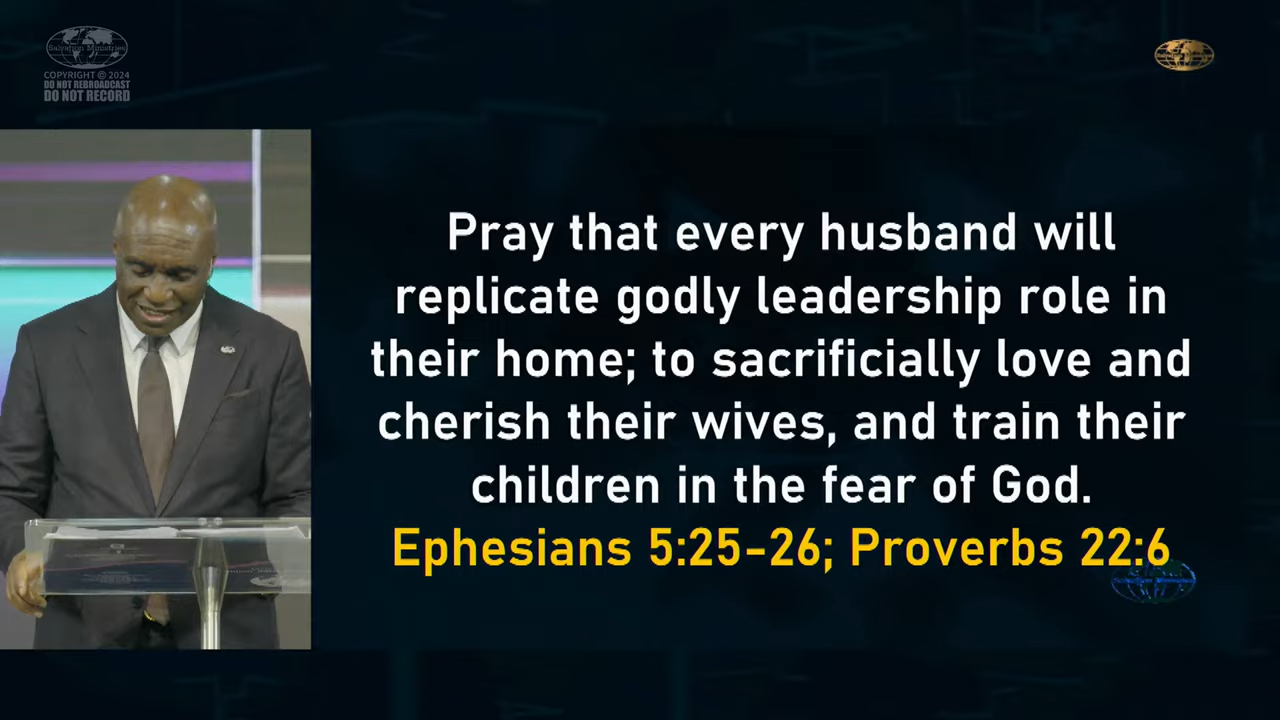 Salvation Ministries
COPYRIGHT © 2024
DO NOT REBROADCAST
DO NOT RECORD
Pray that every husband will
replicate godly leadership role in
their home; to sacrificially love and
cherish their wives, and train their
children in the fear of God.
Ephesians 5:25-26; Proverbs 22:6